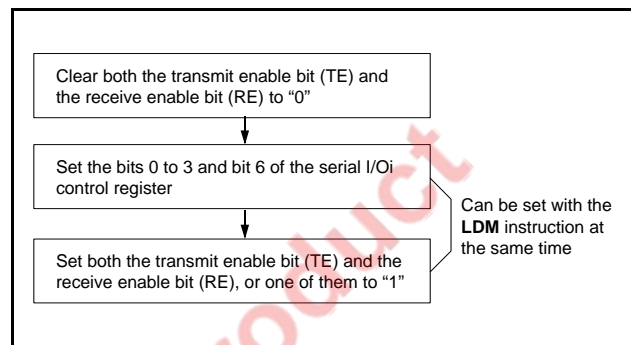 Clear both the transmit enable bit (TE) and
the receive enable bit (RE) to “0”
Set the bits 0 to 3 and bit 6 of the serial I/Oi
control register
Set both the transmit enable bit (TE) and the
receive enable bit (RE), or one of them to “1”
Can be set with the
LDM instruction at
the same time
roduct